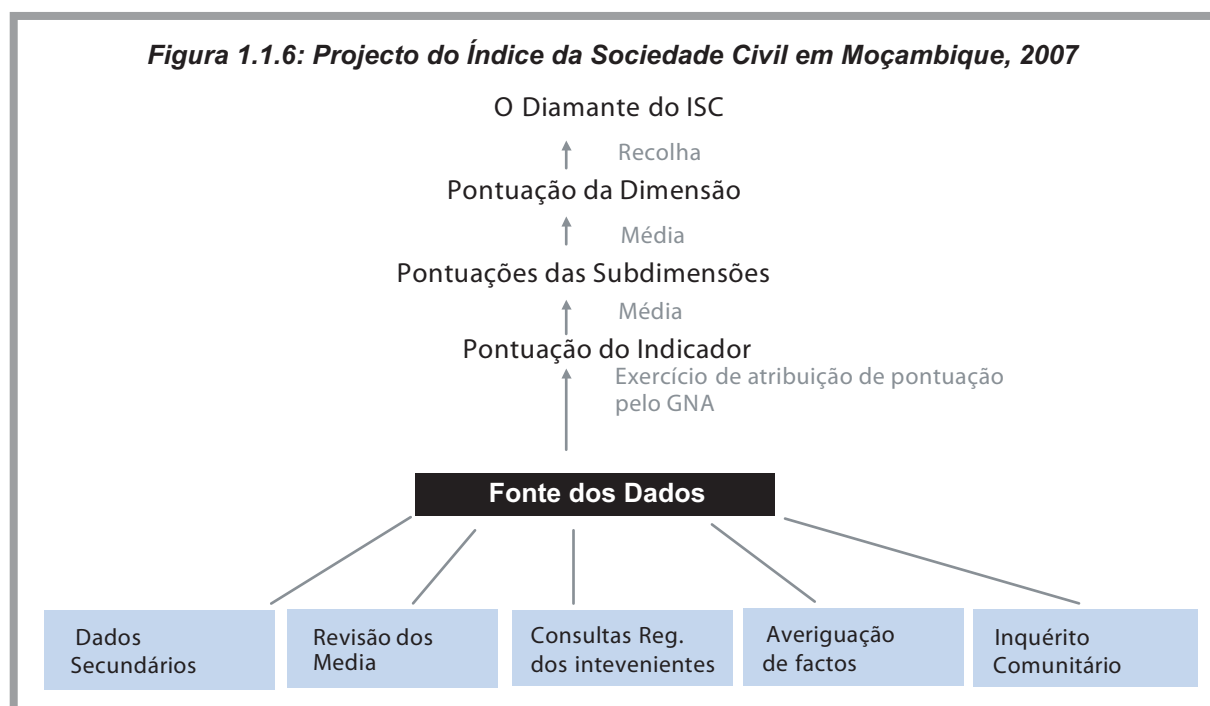 Figura 1.1.6: Projecto do Índice da Sociedade Civil em Moçambique, 2007
O Diamante do ISC
Recolha
Pontuação da Dimensão
Média
Pontuações das Subdimensões
Média
Pontuação do Indicador
Exercício de atribuição de pontuação
pelo GNA
Fonte dos Dados
Dados
Secundários
Revisão dos
Media
Consultas Reg.
dosintevenientes
Averiguação
de factos
Inquérito
Comunitário